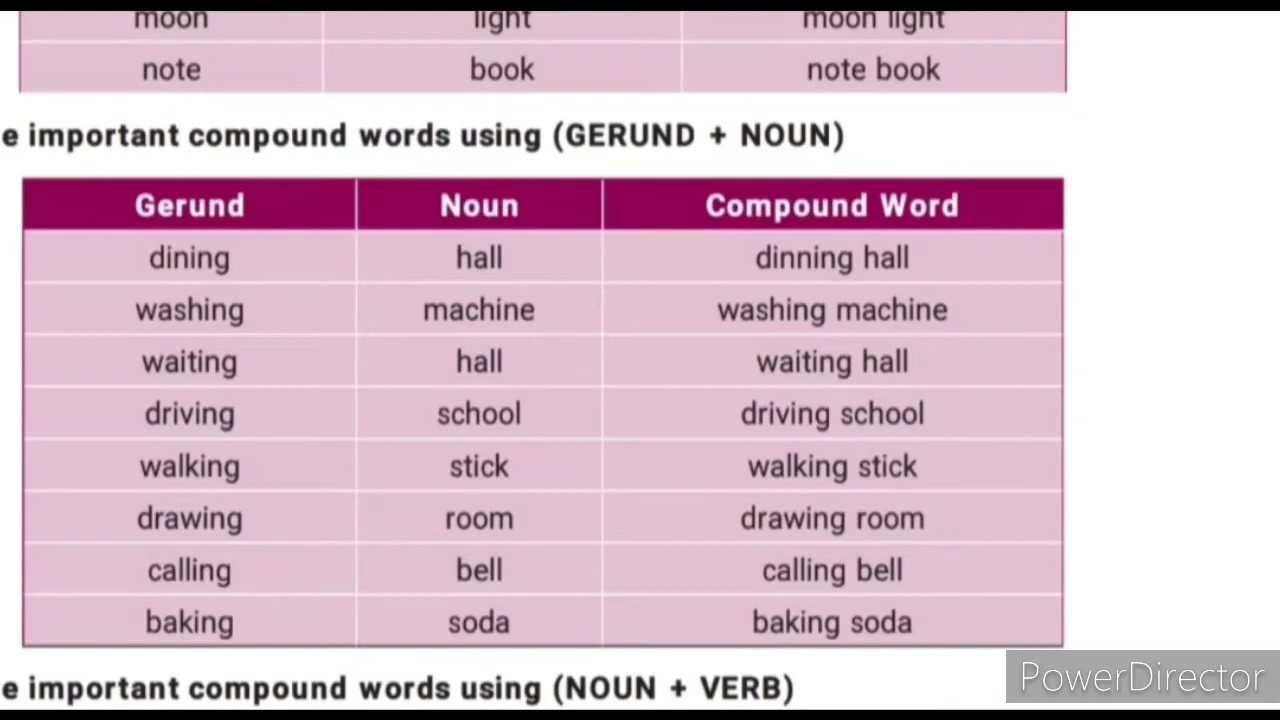 moon light moon light
note book note book
e important compound words using (GERUND + NOUN)
Gerund Noun Compound Word
dining hall dinning hall
washing machine washing machine
waiting hall waiting hall
driving school driving school
walking stick walking stick
drawing room drawing room
calling bell calling bell
baking soda baking soda
e important compound words using (NOUN + VERB)
PowerDirector